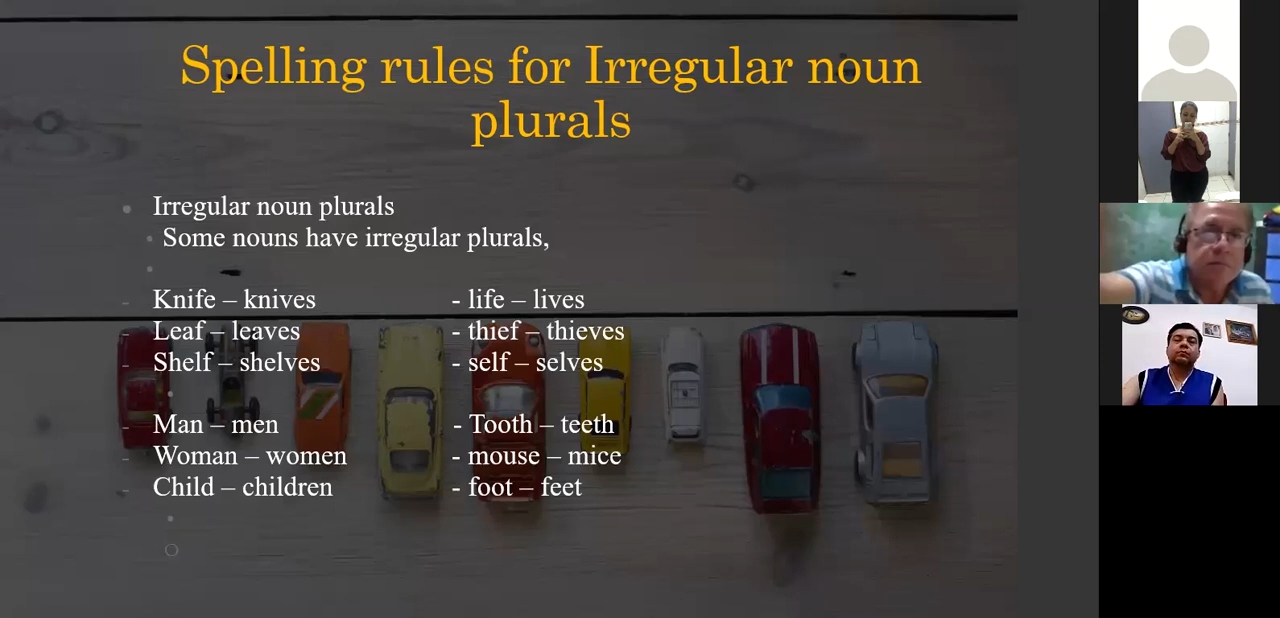 Spelling rules for Irregular noun
plurals
Irregular noun plurals
Some nouns have irregular plurals,
- Knife – knives - life – lives
- Leaf – leaves - thief – thieves
- Shelf – shelves - self – selves
- Man – men - Tooth – teeth
- Woman – women - mouse – mice
- Child – children - foot – feet